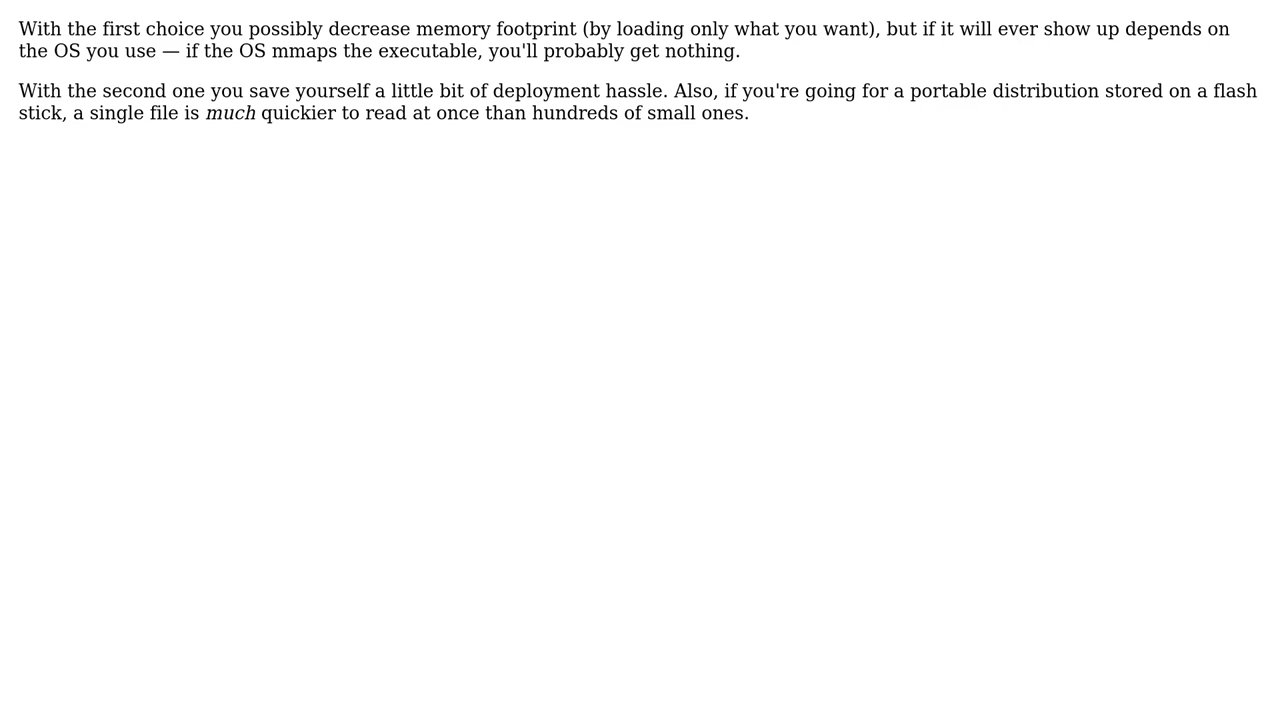 With the first choice you possibly decrease memory footprint (by loading only what you want), but if it will ever show up depends on
the OS you use — if the OS mmaps the executable, you'll probably get nothing.
With the second one you save yourself a little bit of deployment hassle. Also, if you're going for a portable distribution stored on a flash
stick, a single file is much quickier to read at once than hundreds of small ones.